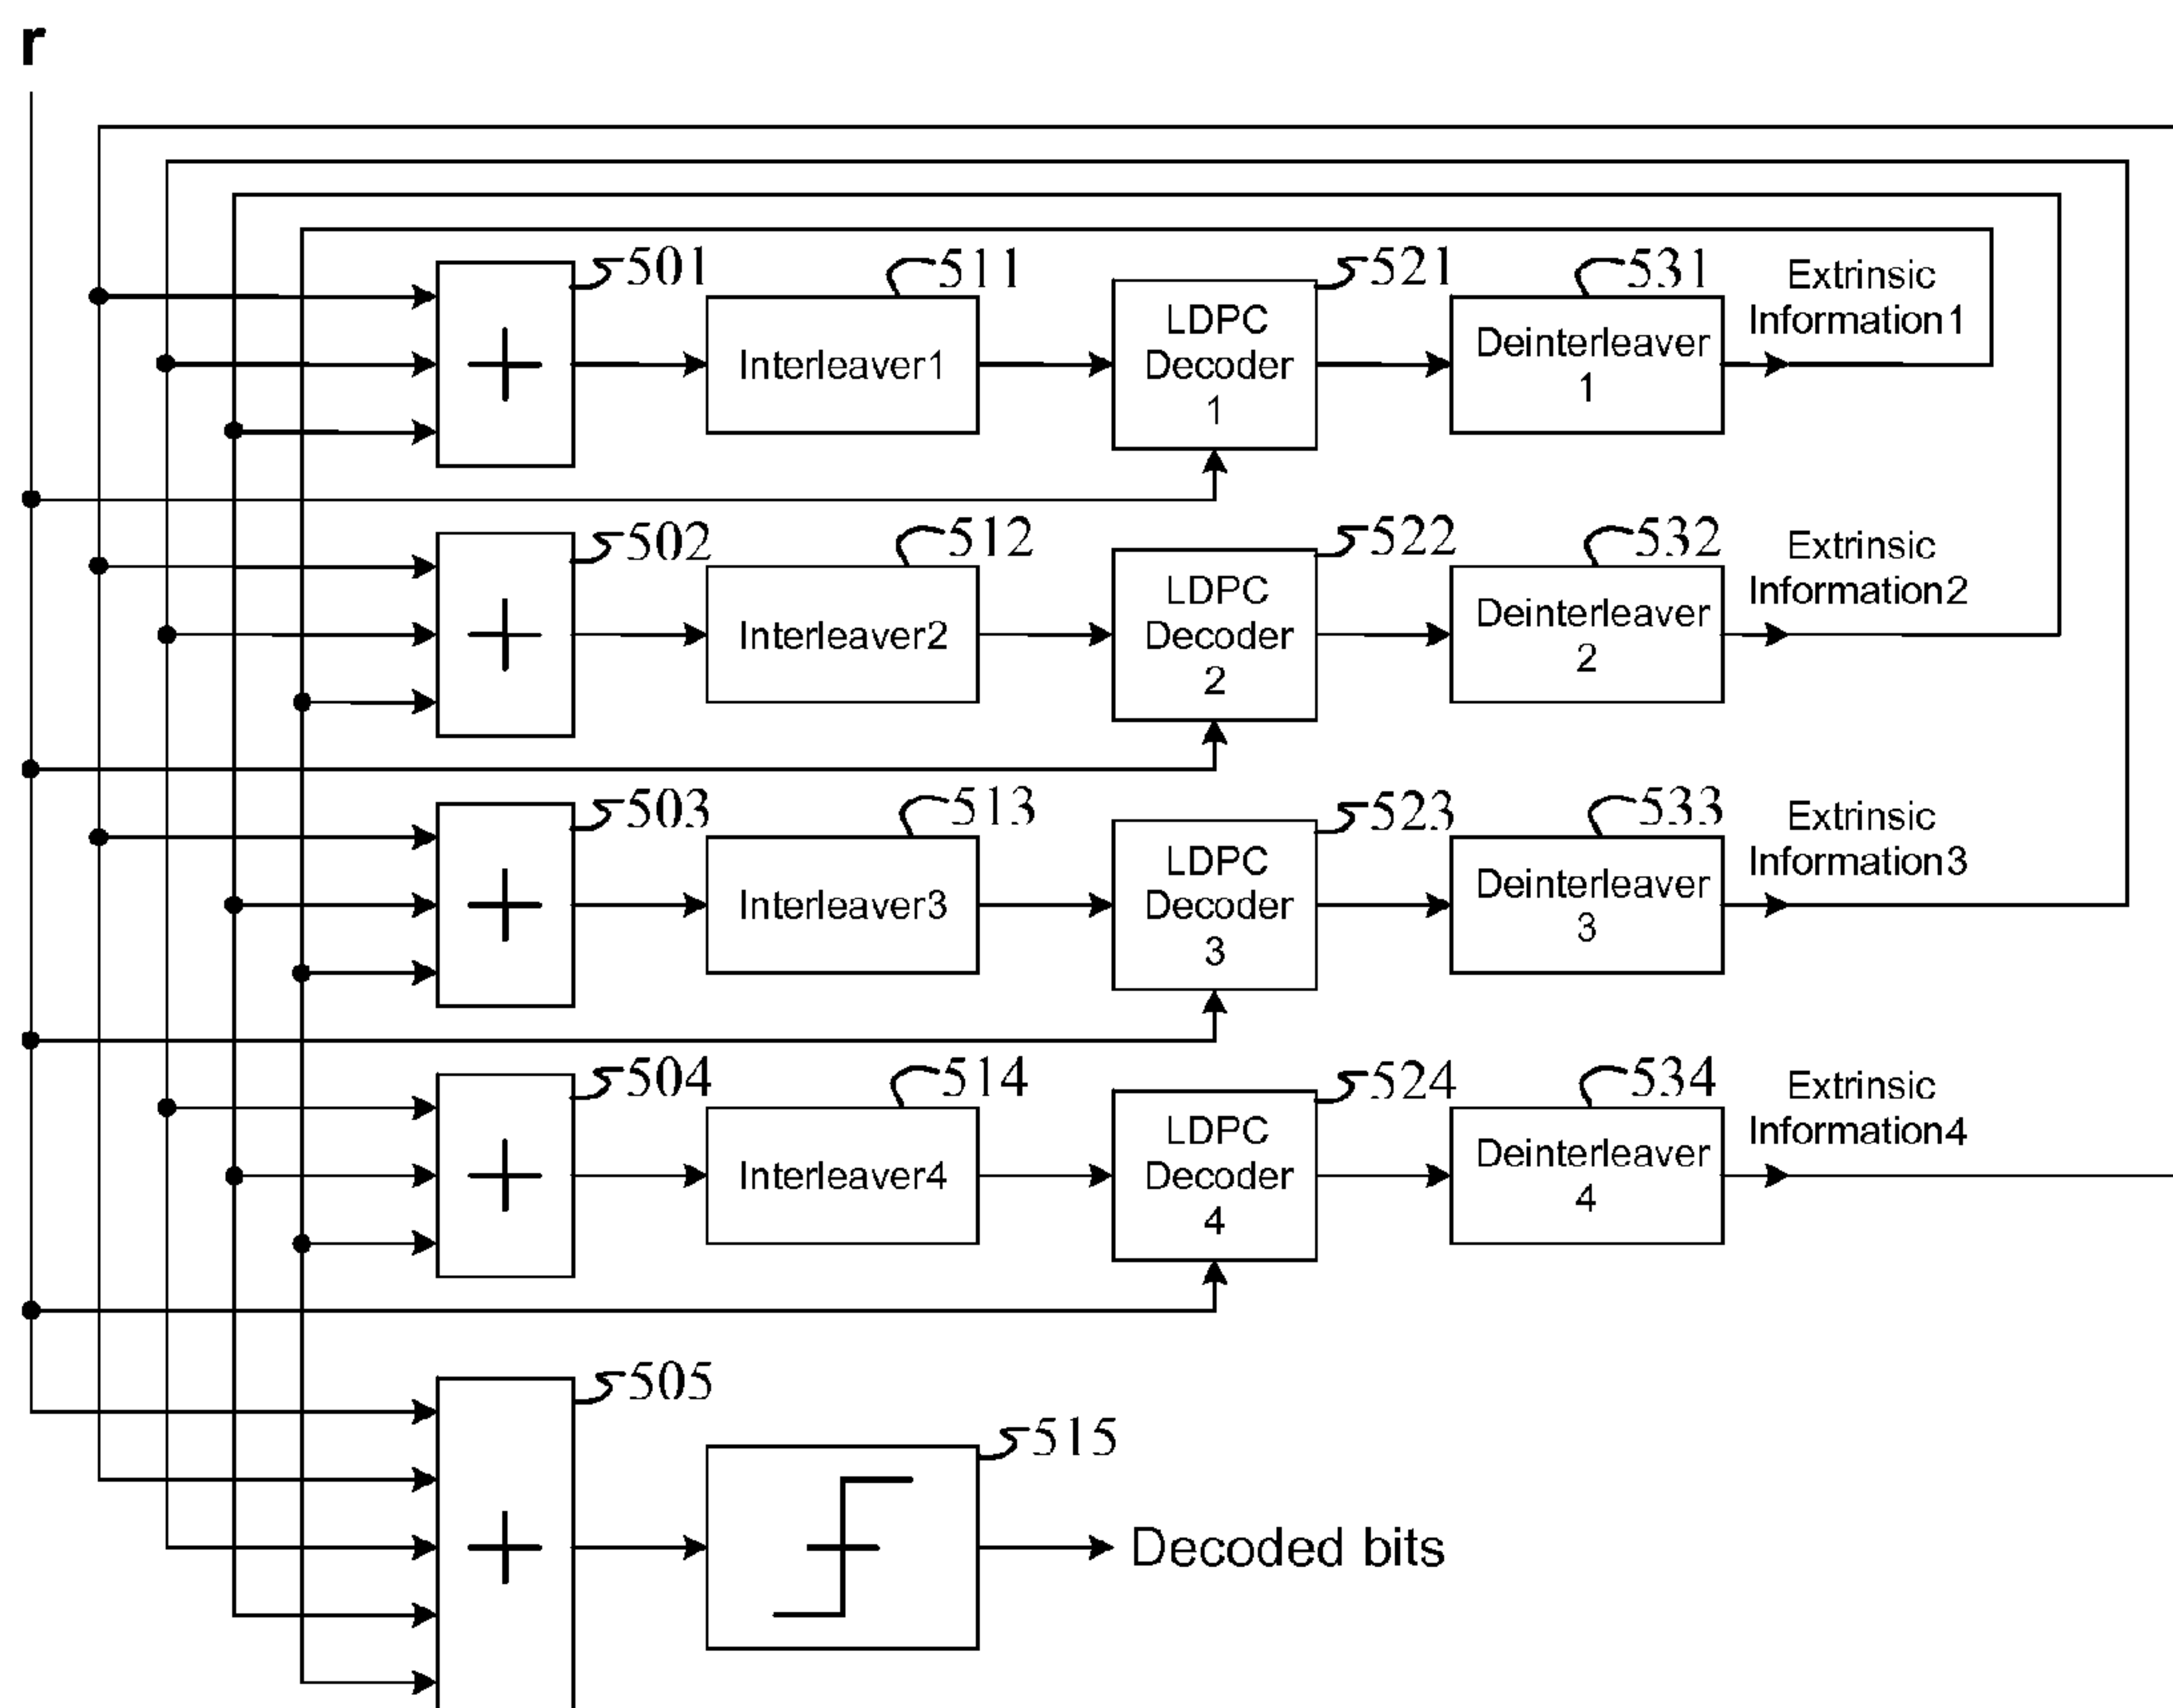 r
501
511
521
531
Extrinsic
Information1
Interleaver1
LDPC
Decoder
1
Deinterleaver
1
502
512
522
532
Extrinsic
Information2
Interleaver2
LDPC
Decoder
2
Deinterleaver
2
503
513
523
533
Extrinsic
Information3
Interleaver3
LDPC
Decoder
3
Deinterleaver
3
504
514
524
534
Extrinsic
Information4
Interleaver4
LDPC
Decoder
4
Deinterleaver
4
505
515
Decoded bits